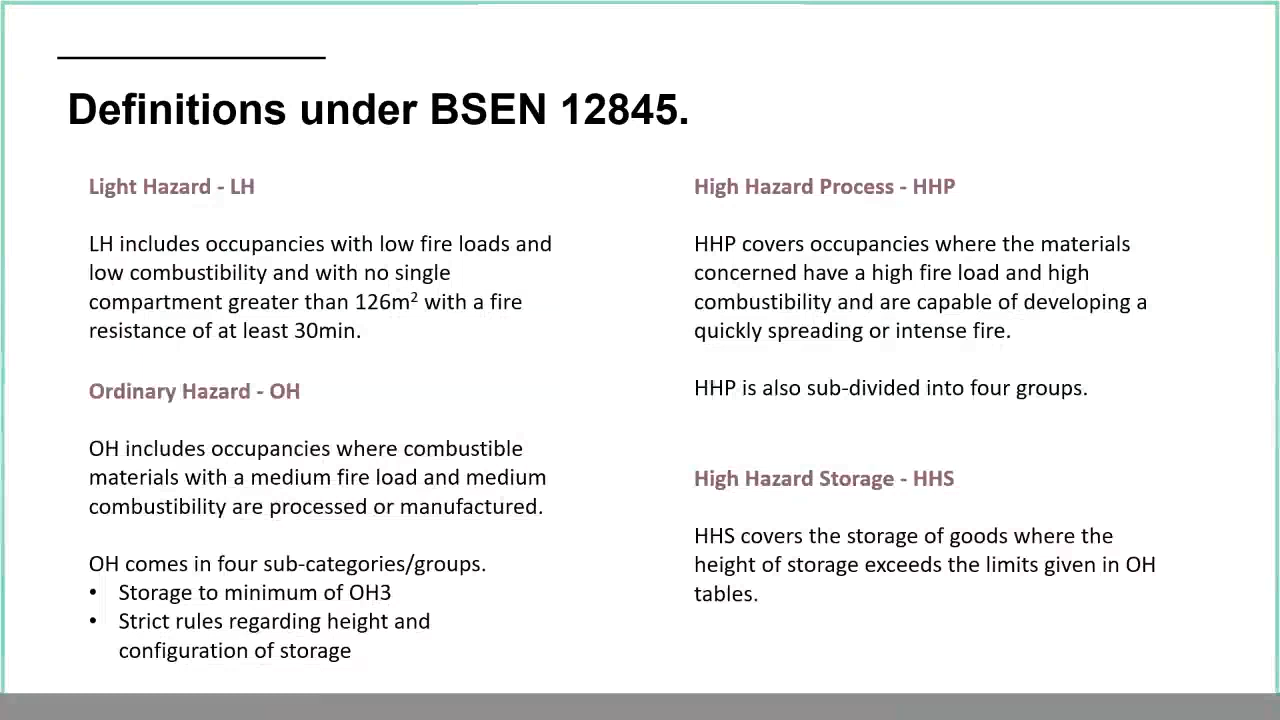 Definitions under BSEN 12845.
Light Hazard - LH
LH includes occupancies with low fire loads and
low combustibility and with no single
compartment greater than 126m² with a fire
resistance of at least 30min.
Ordinary Hazard - OH
OH includes occupancies where combustible
materials with a medium fire load and medium
combustibility are processed or manufactured.
OH comes in four sub-categories/groups.
• Storage to minimum of OH3
• Strict rules regarding height and
configuration of storage
High Hazard Process - HHP
HHP covers occupancies where the materials
concerned have a high fire load and high
combustibility and are capable of developing a
quickly spreading or intense fire.
HHP is also sub-divided into four groups.
High Hazard Storage - HHS
HHS covers the storage of goods where the
height of storage exceeds the limits given in OH
tables.